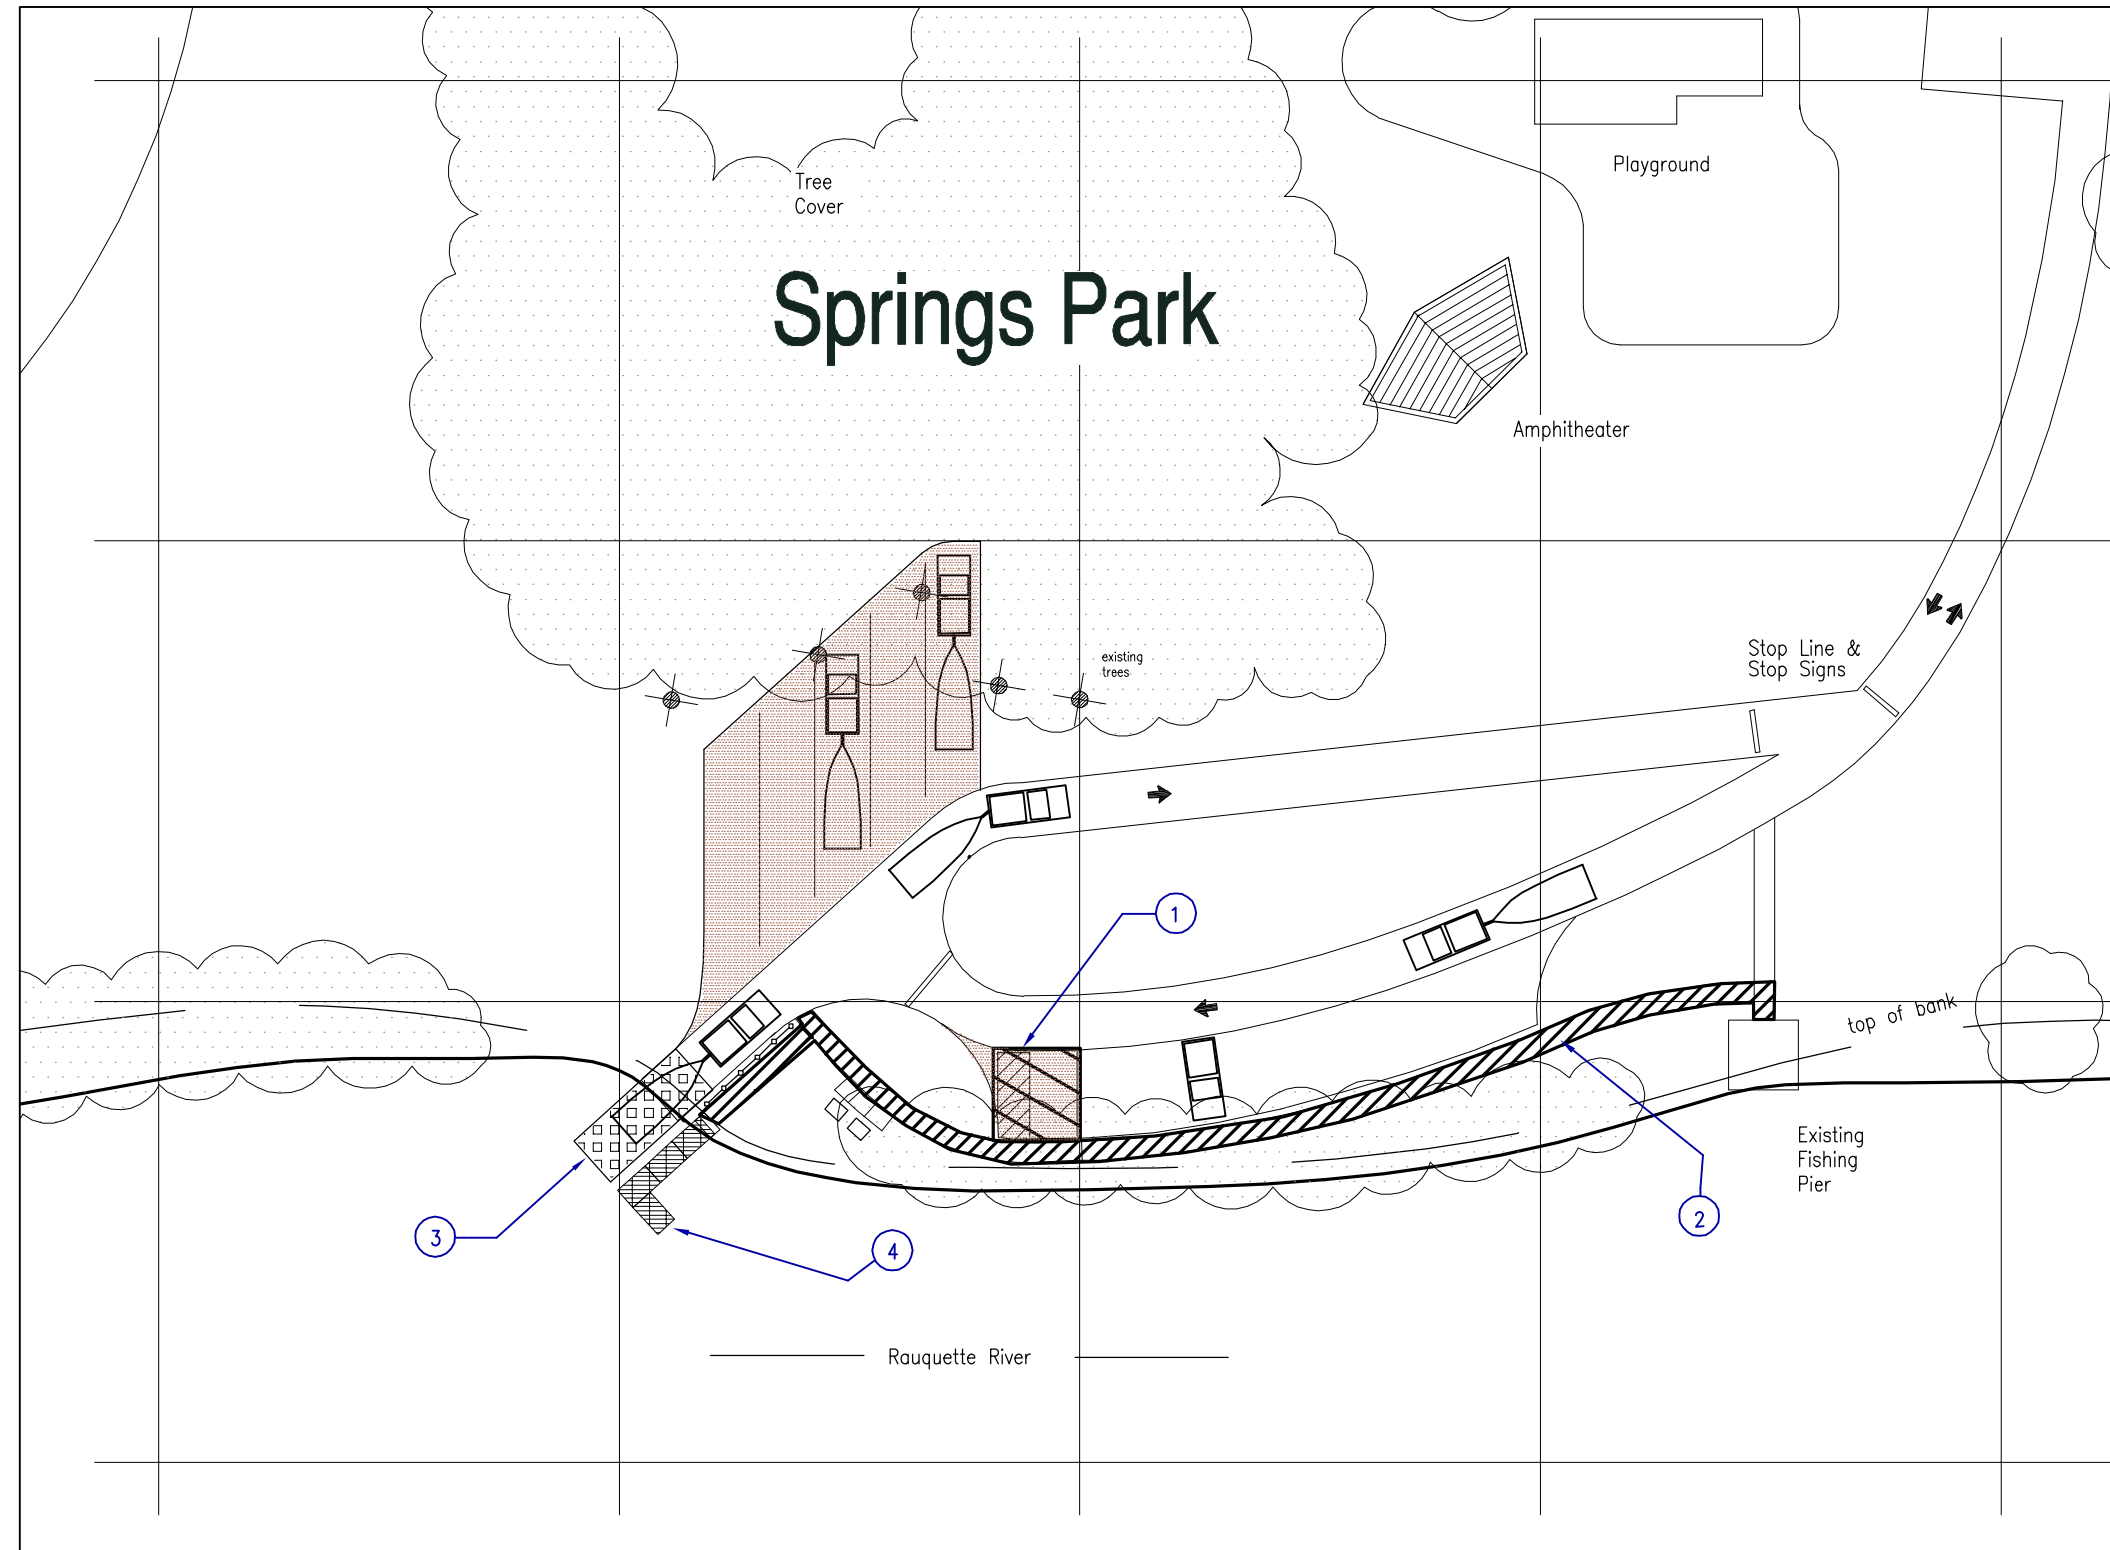 Playground
Tree
Cover
Springs Park
Amphitheater
Stop Line &
Stop Signs
existing
trees
1
top of bank
Existing
Fishing
Pier
2
3
4
Rauquette River